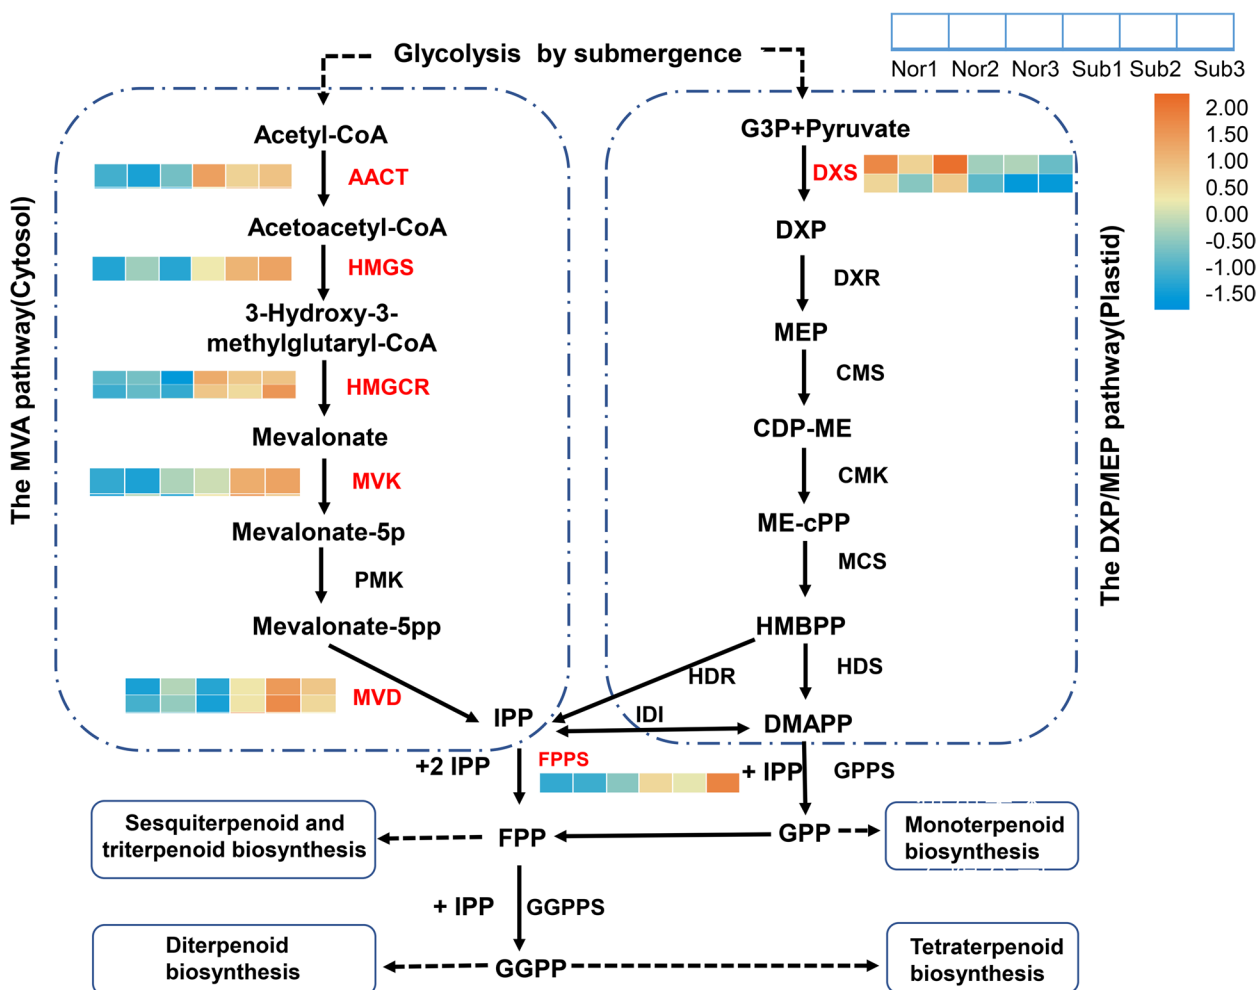 Glycolysis by submergence
Nor1 Nor2 Nor3 Sub1 Sub2 Sub3
2.00
1.50
1.00
0.50
0.00
-0.50
-1.00
-1.50
The MVA pathway(Cytosol)
Acetyl-CoA
AACT
Acetoacetyl-CoA
HMGS
3-Hydroxy-3-
methylglutaryl-CoA
HMGCR
Mevalonate
MVK
Mevalonate-5p
PMK
Mevalonate-5pp
MVD
IPP
G3P+Pyruvate
DXS
DXP
DXR
MEP
CMS
CDP-ME
CMK
ME-cPP
MCS
HMBPP
HDR
HDS
IDI
DMAPP
The DXP/MEP pathway(Plastid)
+2 IPP
FPPS
+ IPP
GPPS
Sesquiterpenoid and
triterpenoid biosynthesis
FPP
GPP
Monoterpenoid
biosynthesis
+ IPP
GGPPS
Diterpenoid
biosynthesis
GGPP
Tetraterpenoid
biosynthesis